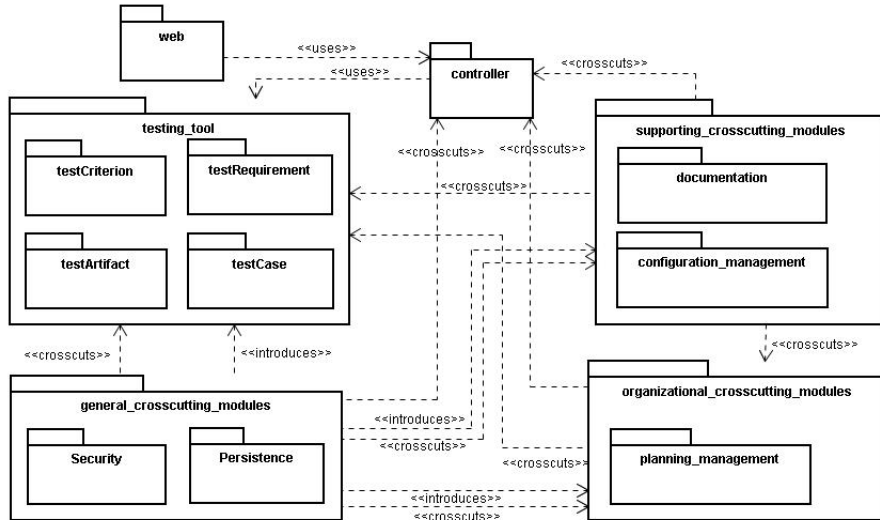 web
<<uses>>
controller
<<crosscuts>>
<<uses>>
testing_tool
supporting_crosscutting_modules
<<crosscuts>>
<<crosscuts>>
testCriterion
testRequirement
documentation
<<crosscuts>>
testArtifact
testCase
configuration_management
<<crosscuts>>
<<introduces>>
<<crosscuts>>
general_crosscutting_modules
organizational_crosscutting_modules
<<introduces>>
<<crosscuts>>
Security
Persistence
planning_management
<<crosscuts>>
<<introduces>>
<<crosscuts>>